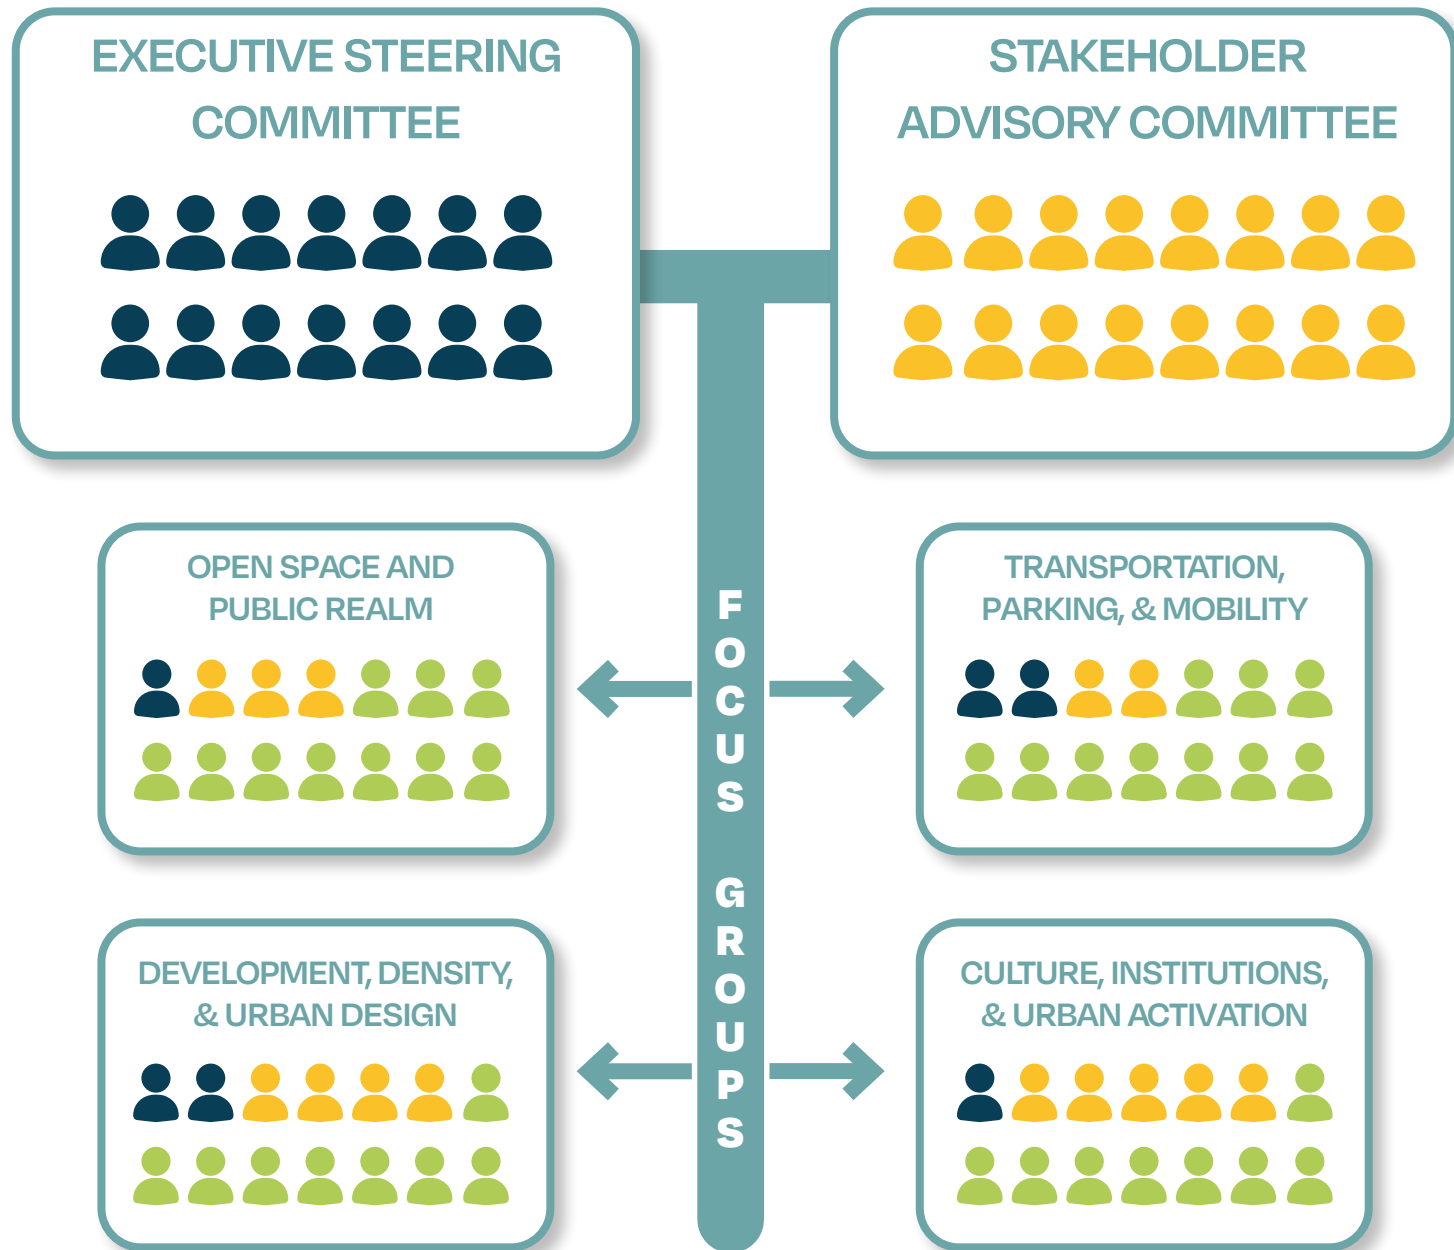 EXECUTIVE STEERING
COMMITTEE
STAKEHOLDER
ADVISORY COMMITTEE
FOCUS GROUPS
OPEN SPACE AND
PUBLIC REALM
TRANSPORTATION,
PARKING, & MOBILITY
DEVELOPMENT, DENSITY,
& URBAN DESIGN
CULTURE, INSTITUTIONS,
& URBAN ACTIVATION